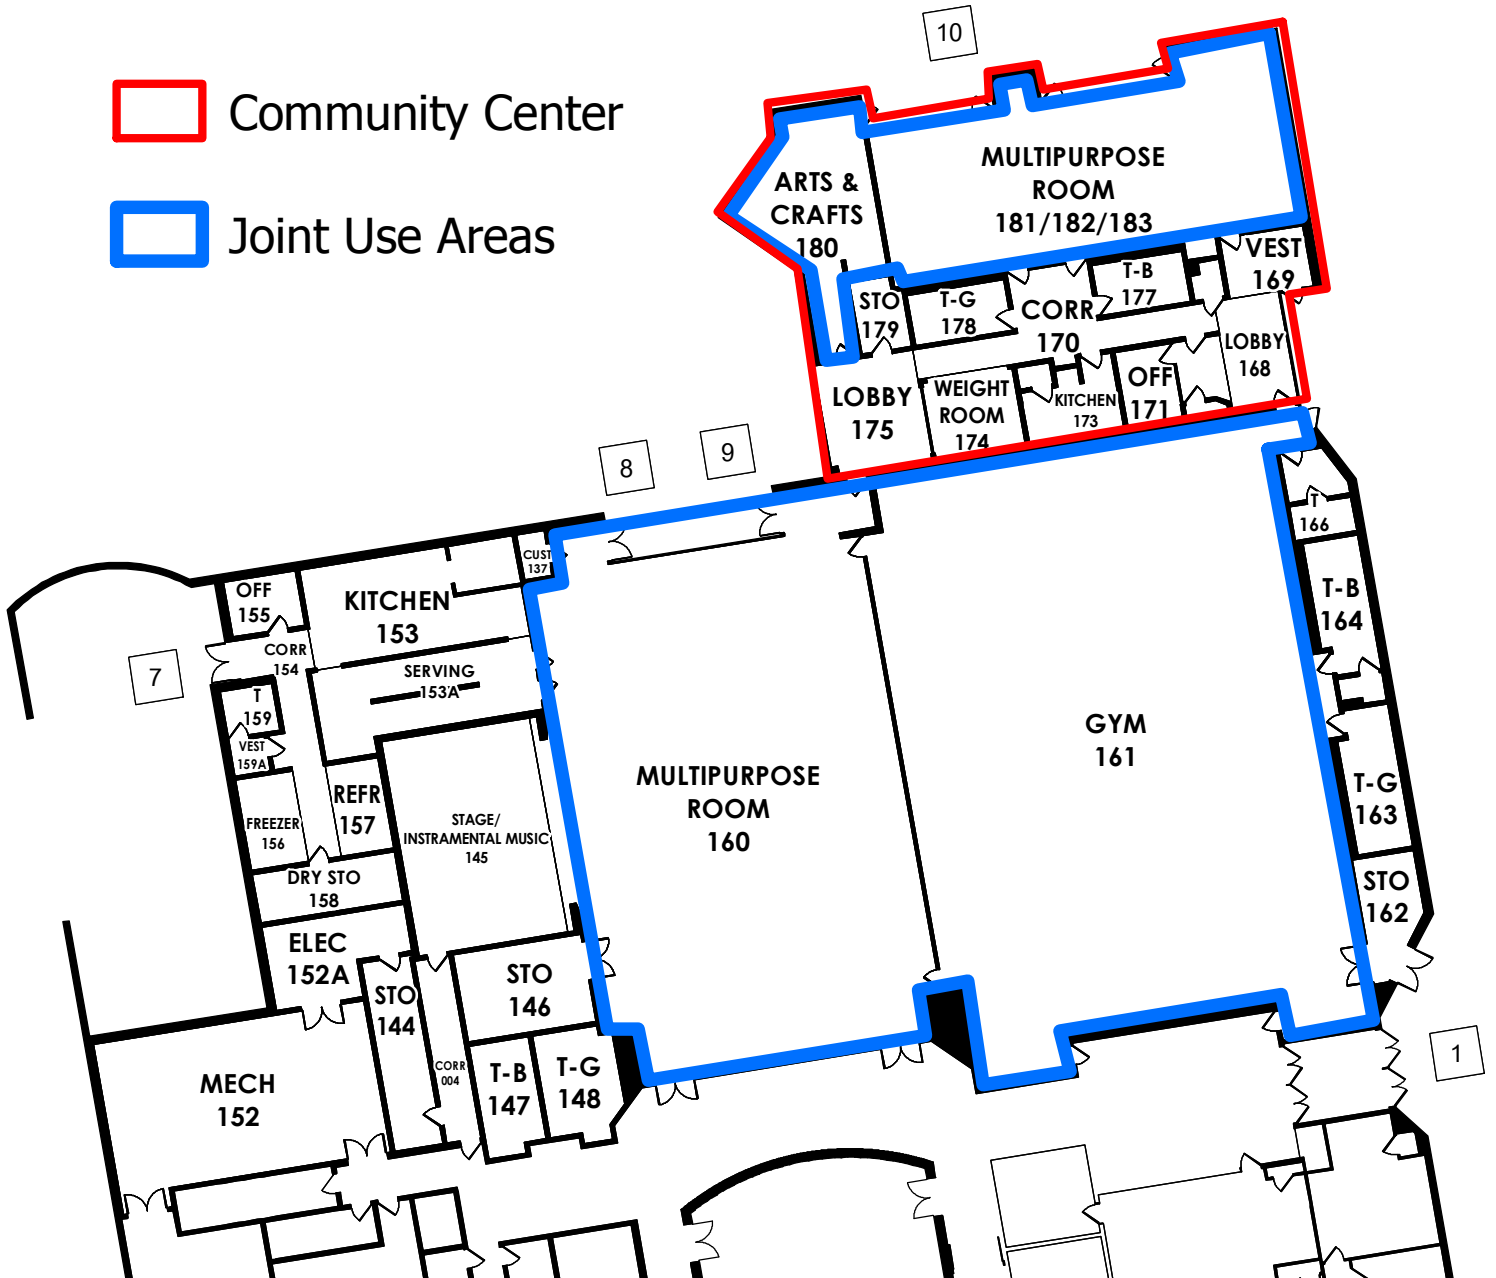 10
Community Center
Joint Use Areas
MULTIPURPOSE
ROOM
181/182/183
ARTS &
CRAFTS
180
VEST
169
T-B
177
STO
179
T-G
178
CORR
170
LOBBY
168
LOBBY
175
WEIGHT
ROOM
174
KITCHEN
173
OFF
171
8
9
T
166
CUST
137
OFF
155
KITCHEN
153
T-B
164
CORR
154
7
SERVING
153A
T
159
VEST
159A
GYM
161
MULTIPURPOSE
ROOM
160
REFR
157
FREEZER
156
STAGE/
INSTRAMENTAL MUSIC
145
T-G
163
DRY STO
158
STO
162
ELEC
152A
STO
146
STO
144
1
CORR
004
T-B
147
T-G
148
MECH
152